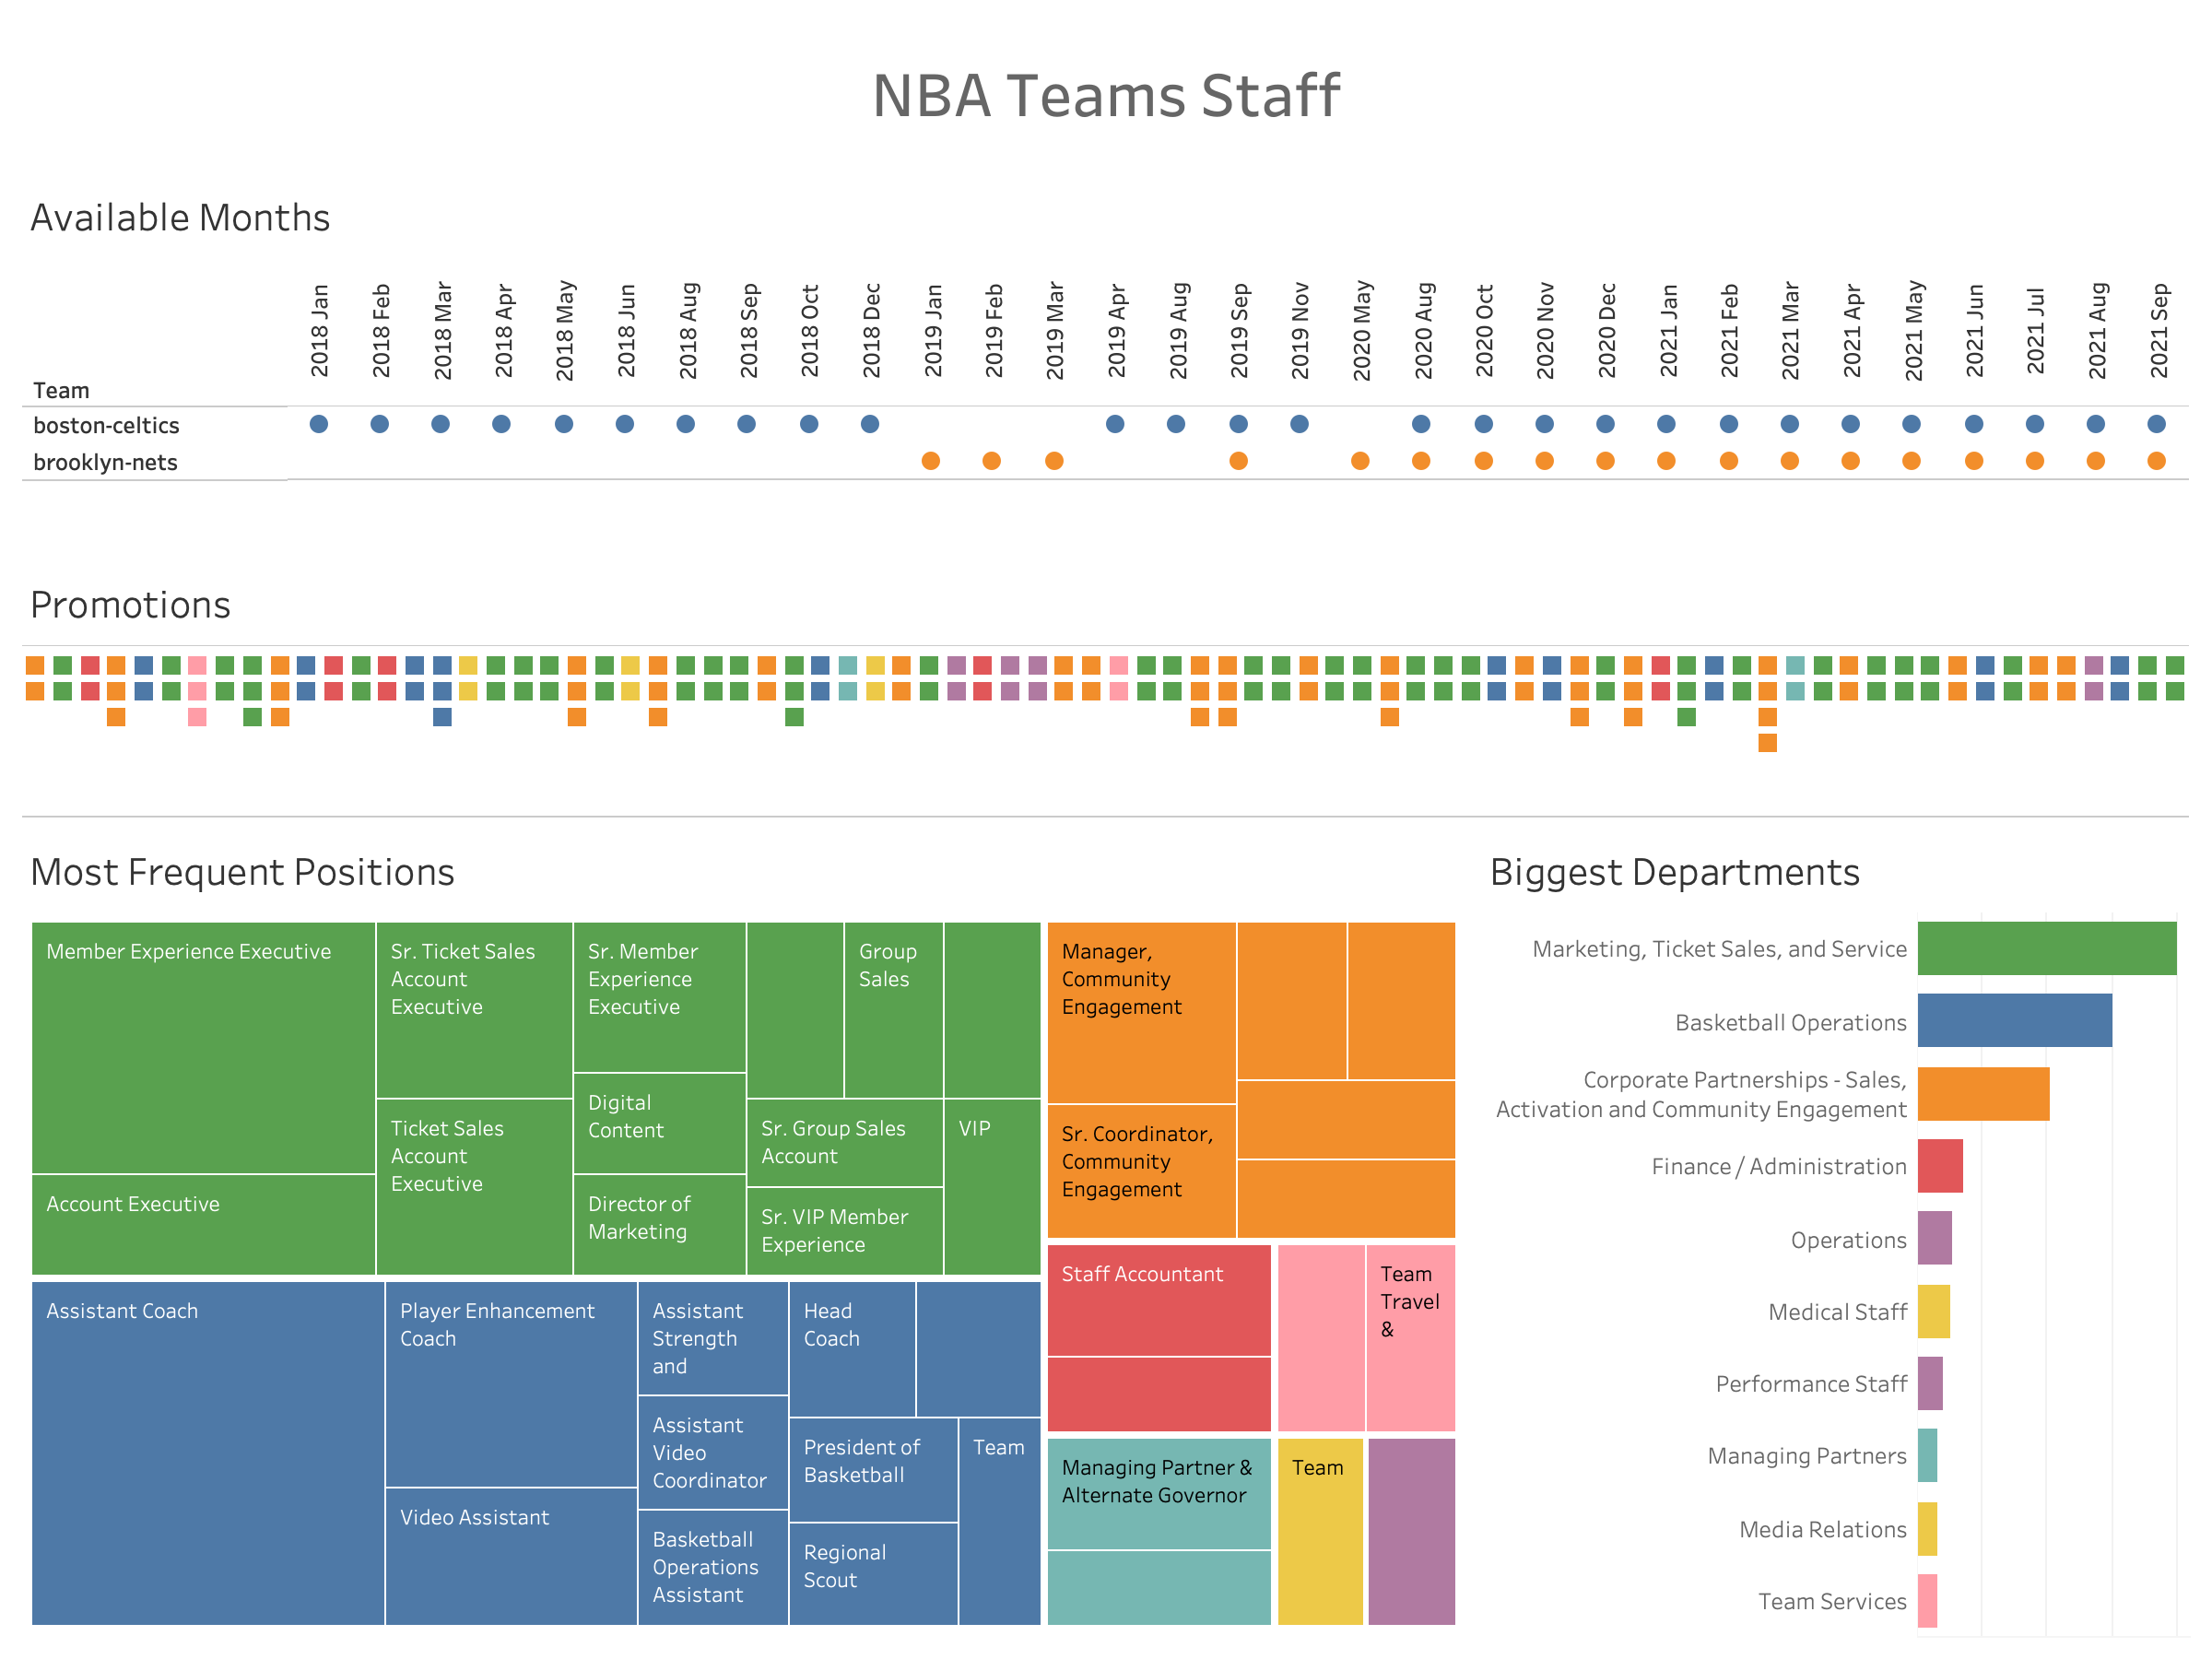 NBA Teams Staff
Available Months
2018 Jan
2018 Feb
2018 Mar
2018 Apr
2018 May
2018 Jun
2018 Aug
2018 Sep
2018 Oct
2018 Dec
2019 Jan
2019 Feb
2019 Mar
2019 Apr
2019 Aug
2019 Sep
2019 Nov
2020 May
2020 Aug
2020 Oct
2020 Nov
2020 Dec
2021 Jan
2021 Feb
2021 Mar
2021 Apr
2021 May
2021 Jun
2021 Jul
2021 Aug
2021 Sep
Team
boston-celtics
brooklyn-nets
Promotions
Most Frequent Positions
Member Experience Executive
Account Executive
Sr. Ticket Sales
Account
Executive
Ticket Sales
Account
Executive
Sr. Member
Experience
Executive
Digital
Content
Director of
Marketing
Group
Sales
Sr. Group Sales
Account
Sr. VIP Member
Experience
VIP
Assistant Coach
Player Enhancement
Coach
Video Assistant
Assistant
Strength
and
Assistant
Video
Coordinator
Basketball
Operations
Assistant
Head
Coach
President of
Basketball
Regional
Scout
Team
Manager,
Community
Engagement
Sr. Coordinator,
Community
Engagement
Staff Accountant
Team
Travel
&
Managing Partner &
Alternate Governor
Team
Biggest Departments
Marketing, Ticket Sales, and Service
Basketball Operations
Corporate Partnerships - Sales,
Activation and Community Engagement
Finance / Administration
Operations
Medical Staff
Performance Staff
Managing Partners
Media Relations
Team Services